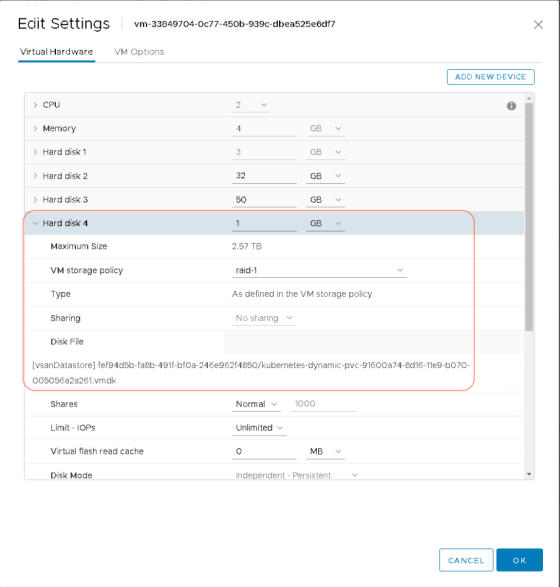 Edit Settings vm-33849704-0c77-450b-939c-dbea525e6df7
Virtual Hardware VM Options
ADD NEW DEVICE
CPU 2
Memory 4 GB
Hard disk 1 3 GB
Hard disk 2 32 GB
Hard disk 3 50 GB
Hard disk 4 1 GB
Maximum Size 2.57 TB
VM storage policy raid-1
Type As defined in the VM storage policy
Sharing No sharing
Disk File
[vsanDatastore] fef94d5b-fa8b-491f-bf0a-246e962f4850/kubernetes-dynamic-pvc-91600a74-8d16-11e9-b070-
005056a2a261.vmdk
Shares Normal 1000
Limit - IOPs Unlimited
Virtual flash read cache 0 MB
Disk Mode Independent - Persistent
CANCEL OK